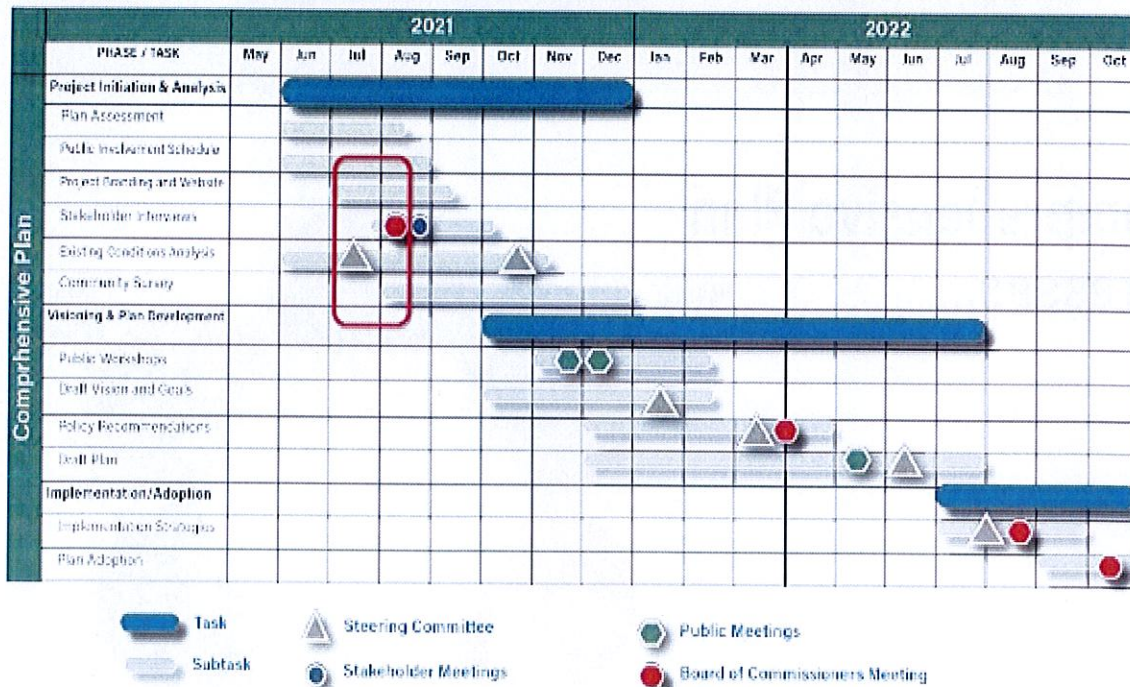 2021 2022
PHASE / TASK May Jun Jul Aug Sep Oct Nov Dec Jan Feb Mar Apr May Jun Jul Aug Sep Oct
Comprhensive Plan
Project Initiation & Analysis
Plan Assessment
Public Involvement Schedule
Project Branding and Website
Stakeholder Interviews
Existing Conditions Analysis
Community Survey
Visioning & Plan Development
Public Workshops
Draft Vision and Goals
Policy Recommendations
Draft Plan
Implementation/Adoption
Implementation Strategies
Plan Adoption
Task Steering Committee Public Meetings
Subtask Stakeholder Meetings Board of Commissioners Meeting